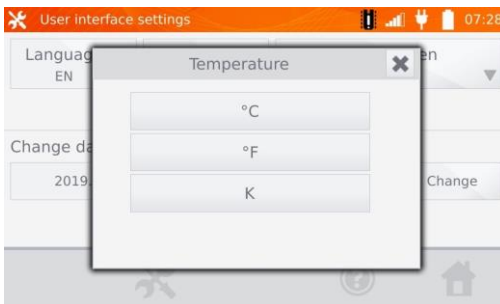 User interface settings
07:28
Languag
en
EN
Temperature
°C
°F
K
Change da
2019.
Change